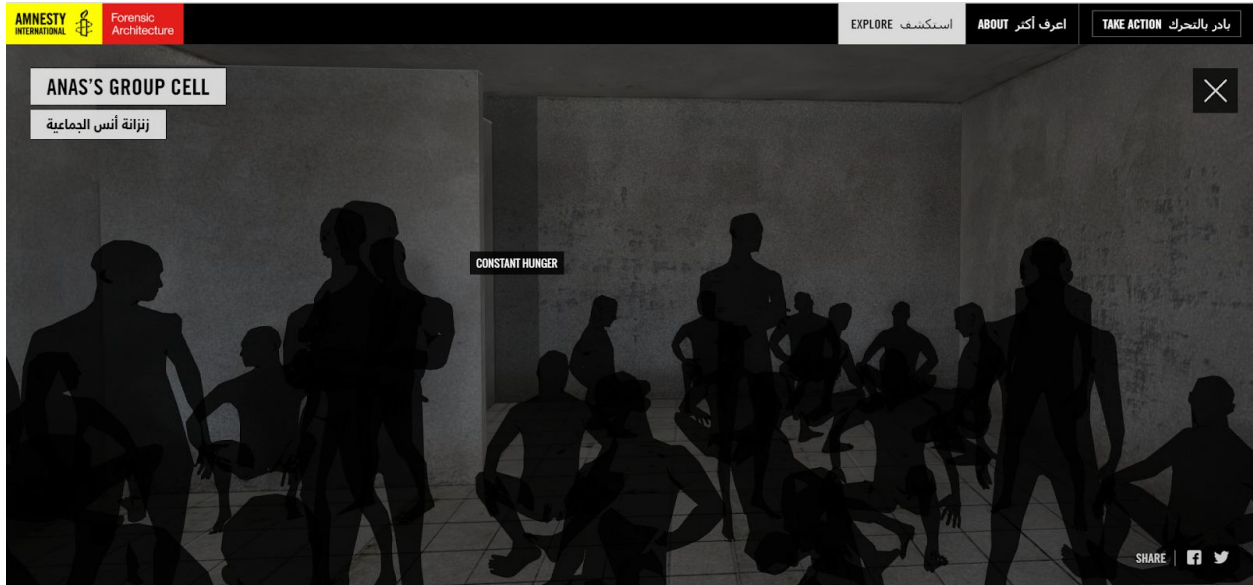 AMNESTY
INTERNATIONAL
Forensic
Architecture
استكشف EXPLORE
اعرف أكثر ABOUT
بادر بالتحرك TAKE ACTION
ANAS'S GROUP CELL
زنزانة أنس الجماعية
CONSTANT HUNGER
SHARE